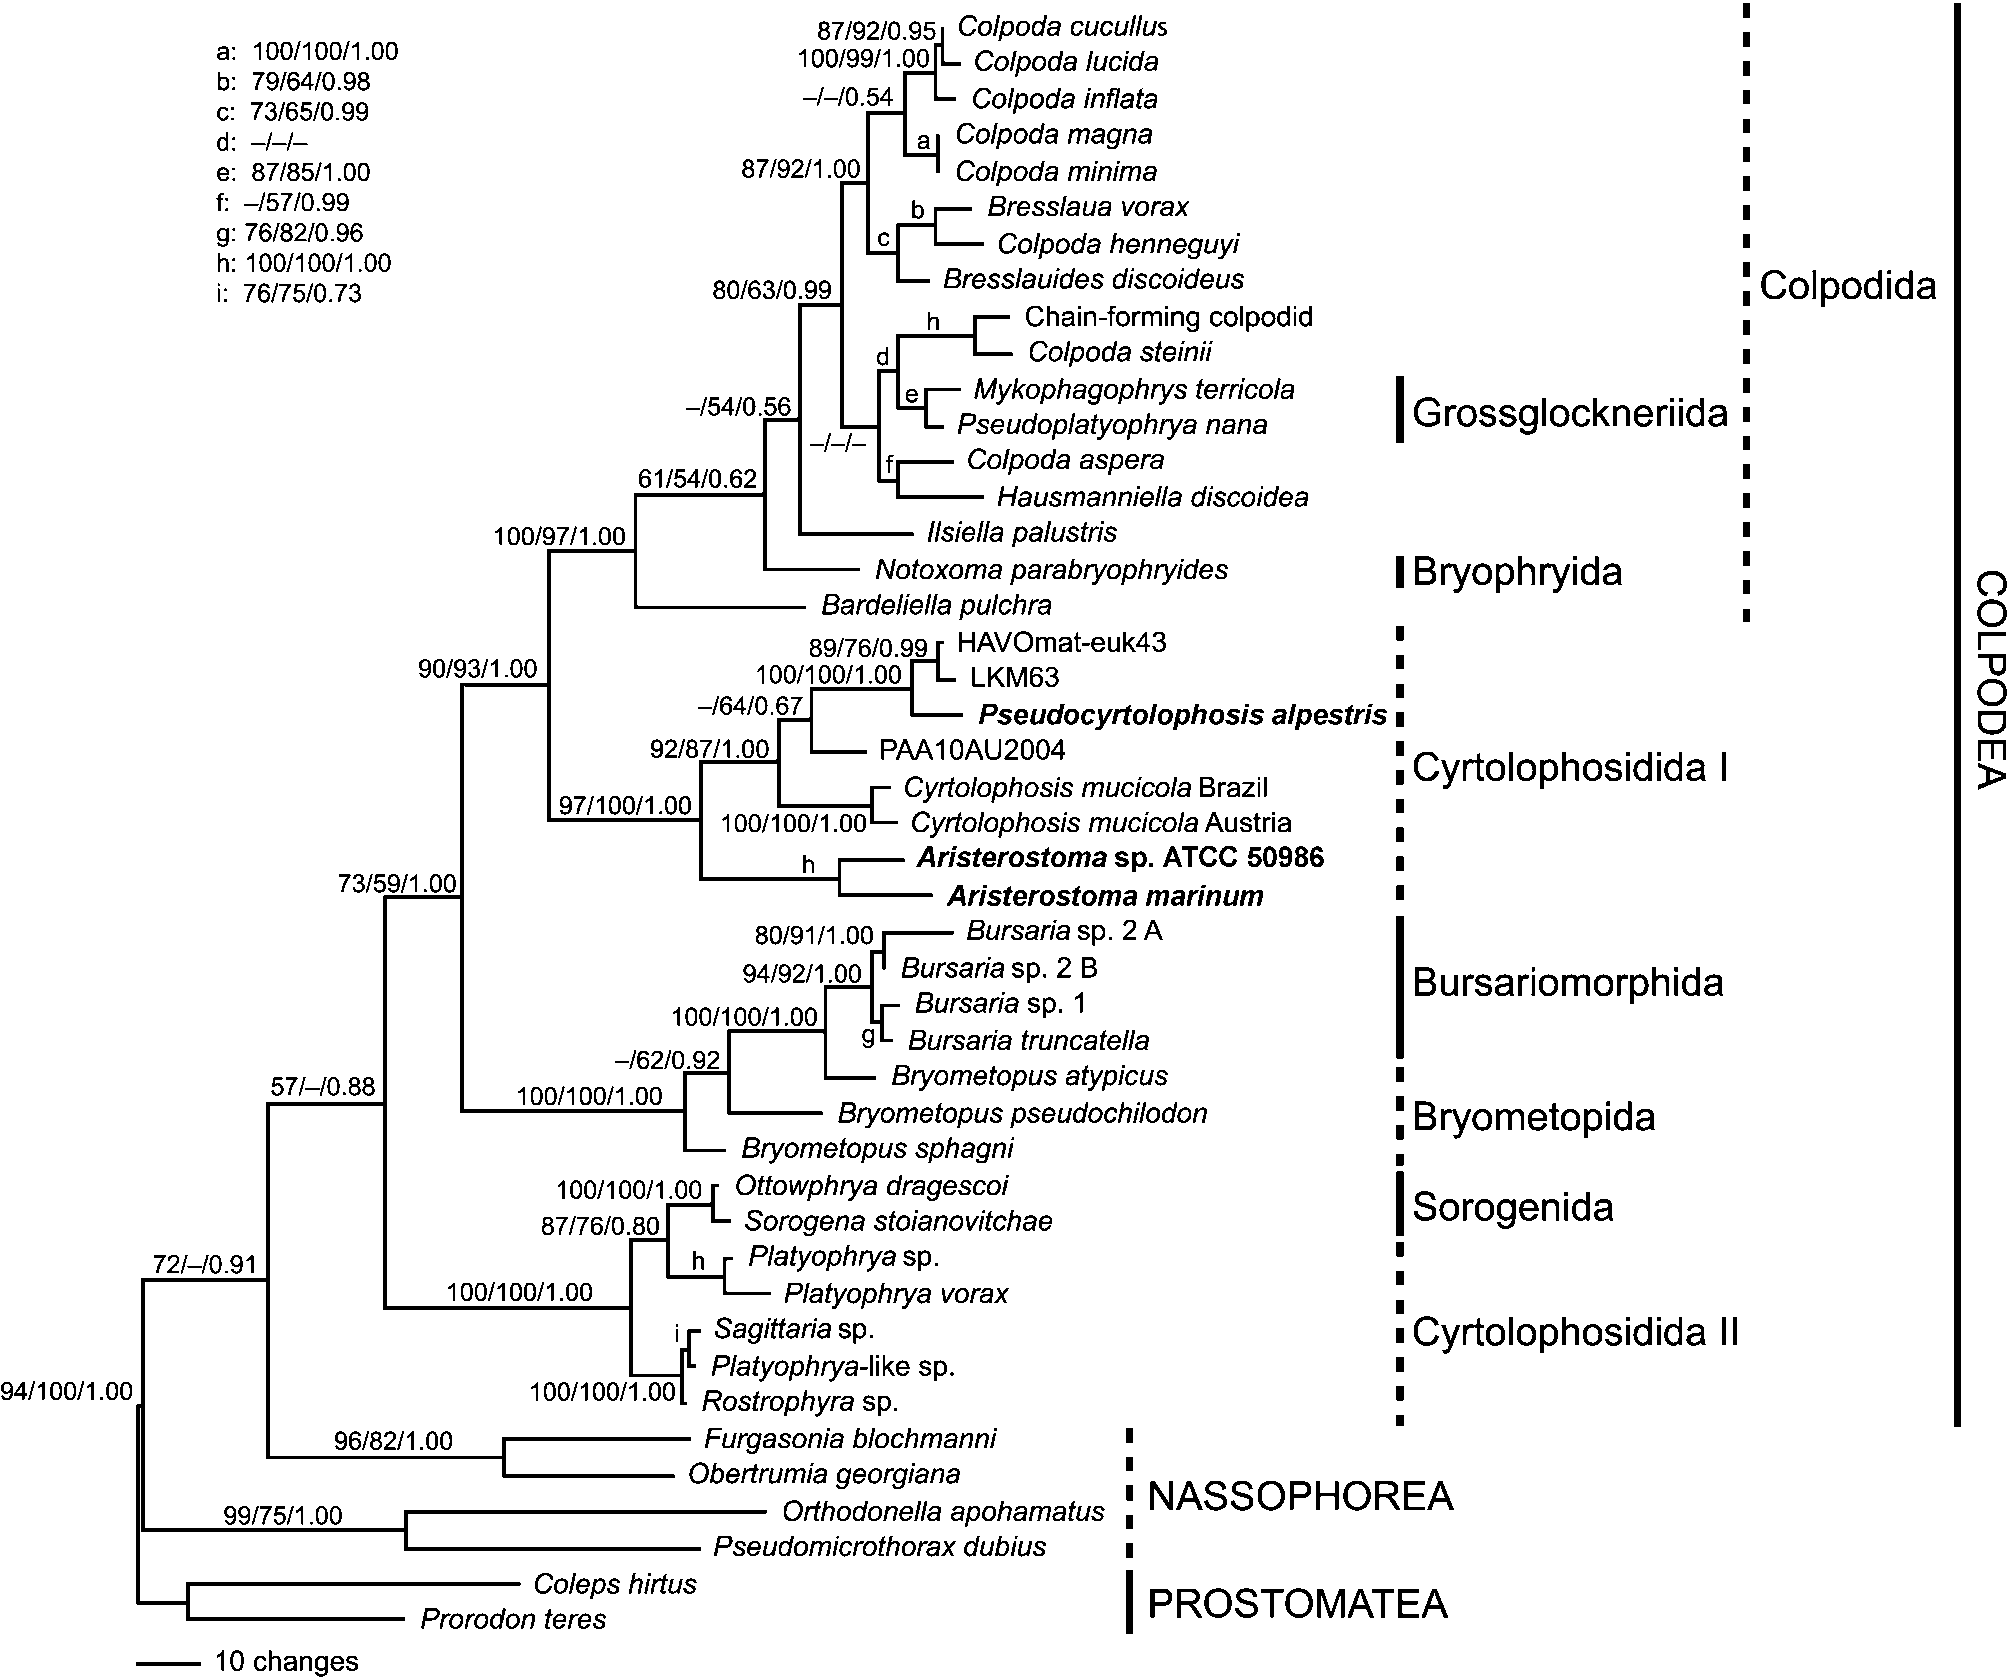 a: 100/100/1.00
b: 79/64/0.98
c: 73/65/0.99
d: –/–/–
e: 87/85/1.00
f: –/57/0.99
g: 76/82/0.96
h: 100/100/1.00
i: 76/75/0.73
87/92/0.95
Colpoda cucullus
100/99/1.00
Colpoda lucida
–/–/0.54
Colpoda inflata
a
Colpoda magna
Colpoda minima
87/92/1.00
b
Bresslaua vorax
c
Colpoda henneguyi
Bresslauides discoideus
80/63/0.99
h
Chain-forming colpodid
d
Colpoda steinii
e
Mykophagophrys terricola
Pseudoplatyophrya nana
–/54/0.56
–/–/–
f
Colpoda aspera
Hausmanniella discoidea
61/54/0.62
Ilsiella palustris
100/97/1.00
Notoxoma parabryophryides
Bardeliella pulchra
Colpodida
Grossglockneriida
Bryophryida
COLPODEA
90/93/1.00
89/76/0.99
HAVOmat-euk43
100/100/1.00
LKM63
–/64/0.67
Pseudocyrtolophosis alpestris
92/87/1.00
PAA10AU2004
97/100/1.00
Cyrtolophosis mucicola Brazil
100/100/1.00
Cyrtolophosis mucicola Austria
h
Aristerostoma sp. ATCC 50986
Aristerostoma marinum
Cyrtolophosidida I
73/59/1.00
80/91/1.00
Bursaria sp. 2 A
94/92/1.00
Bursaria sp. 2 B
100/100/1.00
Bursaria sp. 1
g
Bursaria truncatella
Bursariomorphida
–/62/0.92
Bryometopus atypicus
100/100/1.00
Bryometopus pseudochilodon
Bryometopus sphagni
Bryometopida
57/–/0.88
100/100/1.00
Ottowphrya dragescoi
87/76/0.80
Sorogena stoianovitchae
Sorogenida
h
Platyophrya sp.
Platyophrya vorax
100/100/1.00
i
Sagittaria sp.
Platyophrya-like sp.
100/100/1.00
Rostrophyra sp.
Cyrtolophosidida II
72/–/0.91
94/100/1.00
96/82/1.00
Furgasonia blochmanni
Obertrumia georgiana
99/75/1.00
Orthodonella apohamatus
Pseudomicrothorax dubius
NASSOPHOREA
Coleps hirtus
Prorodon teres
PROSTOMATEA
10 changes